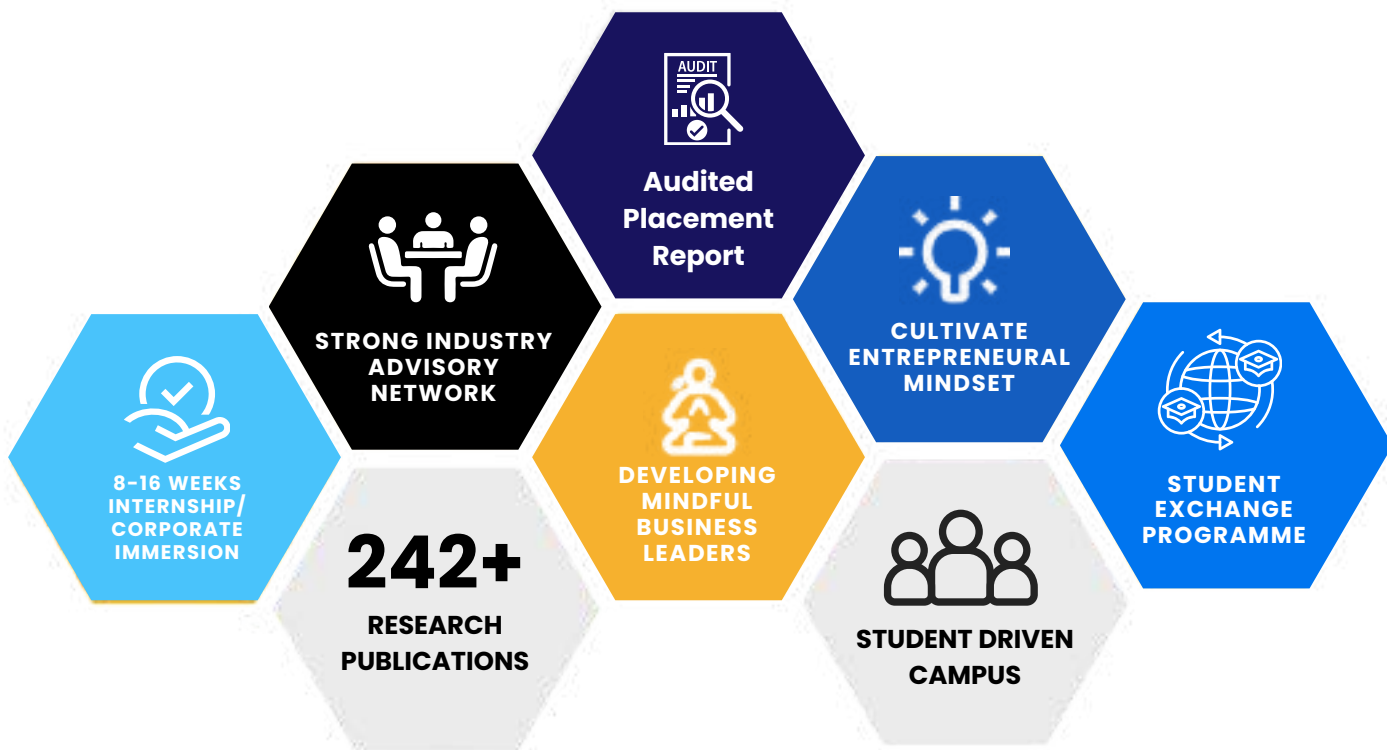 AUDIT
Audited
Placement
Report
STRONG INDUSTRY
ADVISORY
NETWORK
CULTIVATE
ENTREPRENEURAL
MINDSET
8-16 WEEKS
INTERNSHIP/
CORPORATE
IMMERSION
DEVELOPING
MINDFUL
BUSINESS
LEADERS
STUDENT
EXCHANGE
PROGRAMME
242+
RESEARCH
PUBLICATIONS
STUDENT DRIVEN
CAMPUS